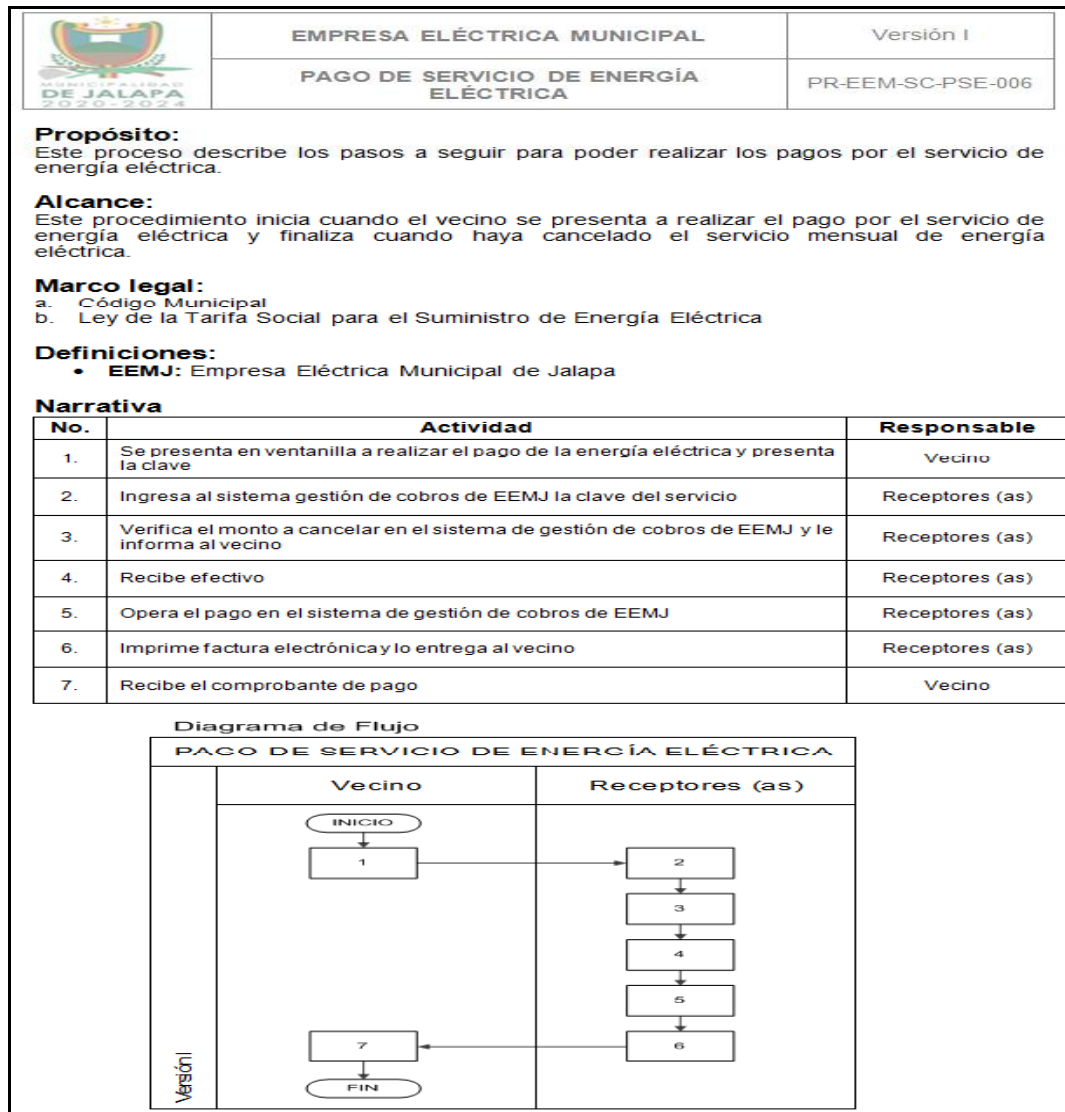 MUNICIPALIDAD
DE JALAPA
2020-2024
EMPRESA ELÉCTRICA MUNICIPAL
Versión I
PAGO DE SERVICIO DE ENERGÍA
ELÉCTRICA
PR-EEM-SC-PSE-006
Propósito:
Este proceso describe los pasos a seguir para poder realizar los pagos por el servicio de
energía eléctrica.
Alcance:
Este procedimiento inicia cuando el vecino se presenta a realizar el pago por el servicio de
energía eléctrica y finaliza cuando haya cancelado el servicio mensual de energía
eléctrica.
Marco legal:
a. Código Municipal
b. Ley de la Tarifa Social para el Suministro de Energía Eléctrica
Definiciones:
• EEMJ: Empresa Eléctrica Municipal de Jalapa
Narrativa
No. Actividad Responsable
1. Se presenta en ventanilla a realizar el pago de la energía eléctrica y presenta
la clave Vecino
2. Ingresa al sistema gestión de cobros de EEMJ la clave del servicio Receptores (as)
3. Verifica el monto a cancelar en el sistema de gestión de cobros de EEMJ y le
informa al vecino Receptores (as)
4. Recibe efectivo Receptores (as)
5. Opera el pago en el sistema de gestión de cobros de EEMJ Receptores (as)
6. Imprime factura electrónica y lo entrega al vecino Receptores (as)
7. Recibe el comprobante de pago Vecino
Diagrama de Flujo
PAGO DE SERVICIO DE ENERGÍA ELÉCTRICA
Vecino Receptores (as)
INICIO
1 2
3
4
5
7 6
FIN
Versión I